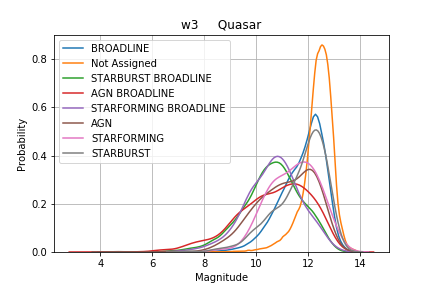 w3 Quasar
BROADLINE
Not Assigned
STARBURST BROADLINE
AGN BROADLINE
STARFORMING BROADLINE
AGN
STARFORMING
STARBURST
Probability
0.8
0.6
0.4
0.2
0.0
4 6 8 10 12 14
Magnitude